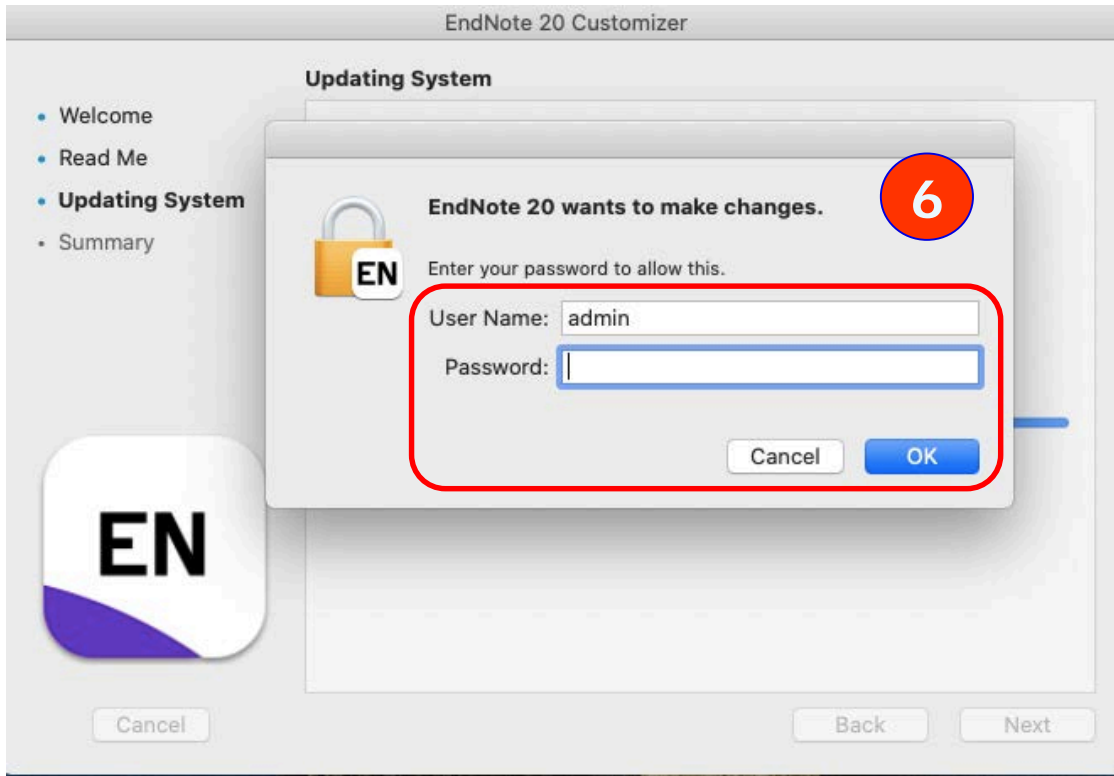 EndNote 20 Customizer
Updating System
Welcome
Read Me
Updating System
Summary
6
EndNote 20 wants to make changes.
EN
Enter your password to allow this.
User Name: admin
Password:
Cancel OK
EN
Cancel Back Next